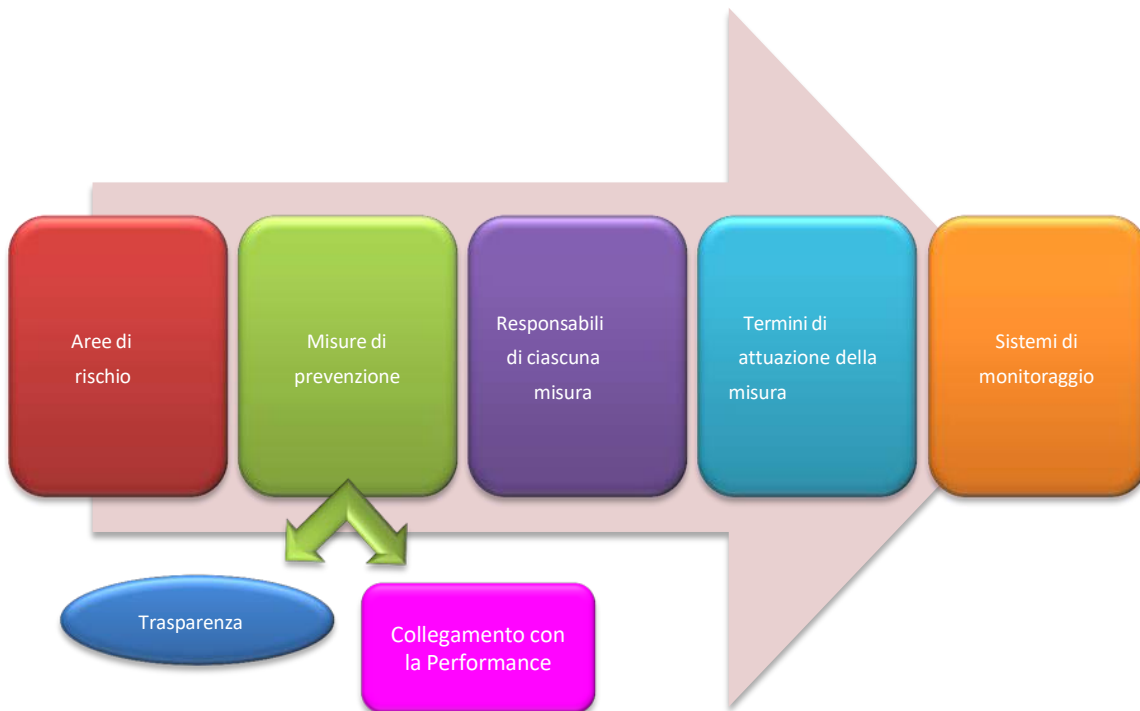 Aree di
rischio
Misure di
prevenzione
Responsabili
di ciascuna
misura
Termini di
attuazione della
misura
Sistemi di
monitoraggio
Trasparenza
Collegamento con
la Performance